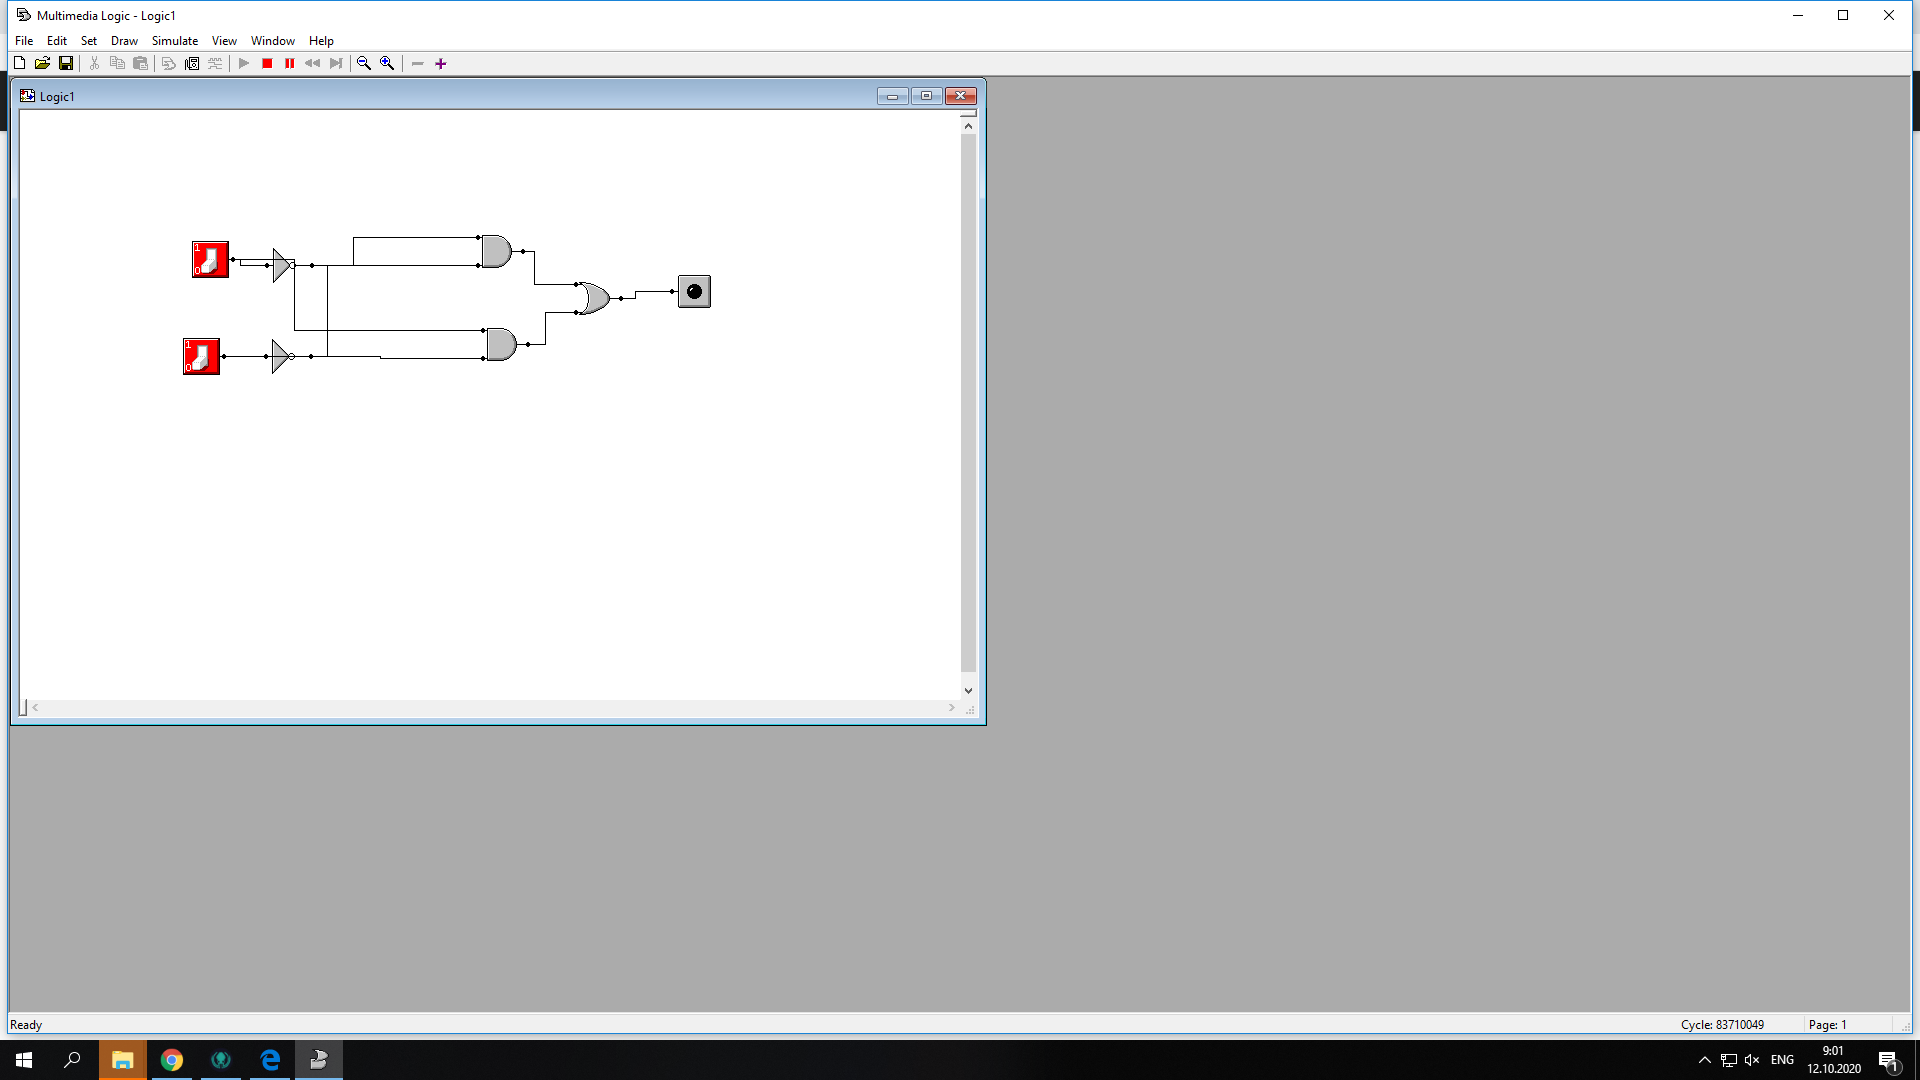 Multimedia Logic - Logic1
File Edit Set Draw Simulate View Window Help
Logic1
1
0
1
0
Ready
Cycle: 83710049
Page: 1
ENG
9:01
12.10.2020
1